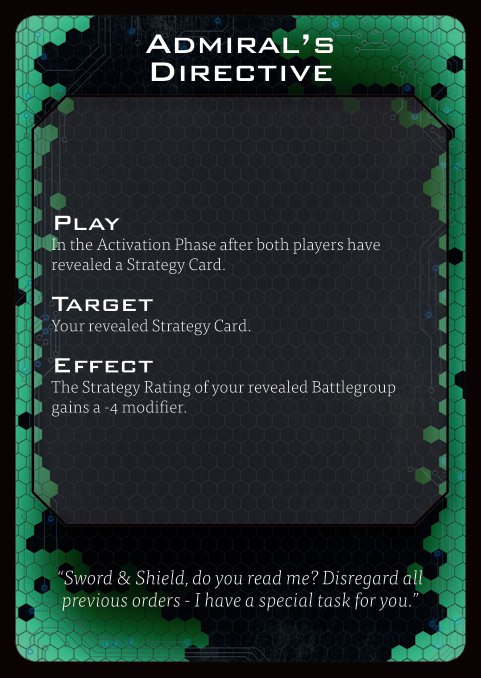 Admiral's
Directive
Play
In the Activation Phase after both players have
revealed a Strategy Card.
Target
Your revealed Strategy Card.
Effect
The Strategy Rating of your revealed Battlegroup
gains a -4 modifier.
“Sword & Shield, do you read me? Disregard all
previous orders - I have a special task for you.”